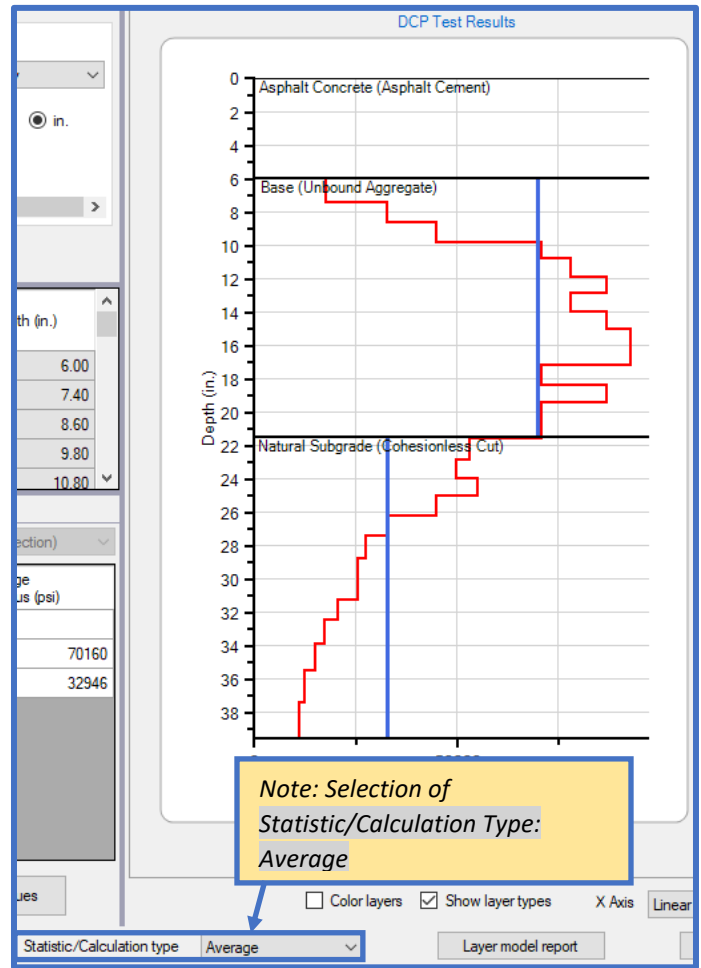 DCP Test Results
in.
th (in.)
6.00
7.40
8.60
9.80
10.80
ection)
ge
us (psi)
70160
32946
ues
Depth (in.)
0
2
4
6
8
10
12
14
16
18
20
22
24
26
28
30
32
34
36
38
Asphalt Concrete (Asphalt Cement)
Base (Unbound Aggregate)
Natural Subgrade (Cohesionless Cut)
Note: Selection of
Statistic/Calculation Type:
Average
Color layers Show layer types X Axis Linear
Statistic/Calculation type Average Layer model report